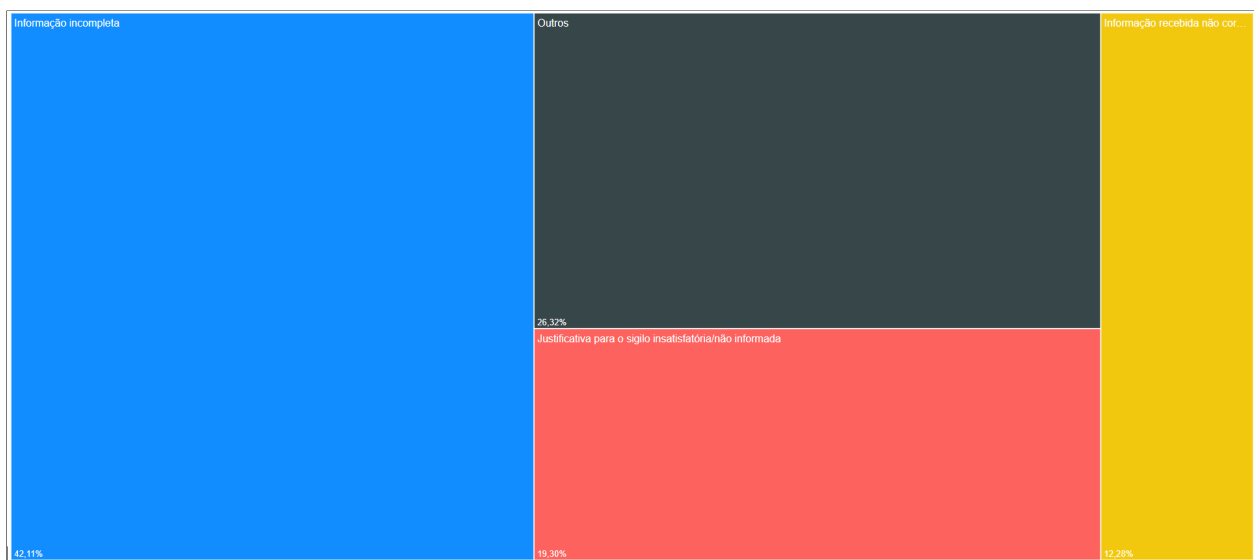 Informação incompleta
42,11%
Outros
26,32%
Justificativa para o sigilo insatisfatória/não informada
19,30%
Informação recebida não cor...
12,28%